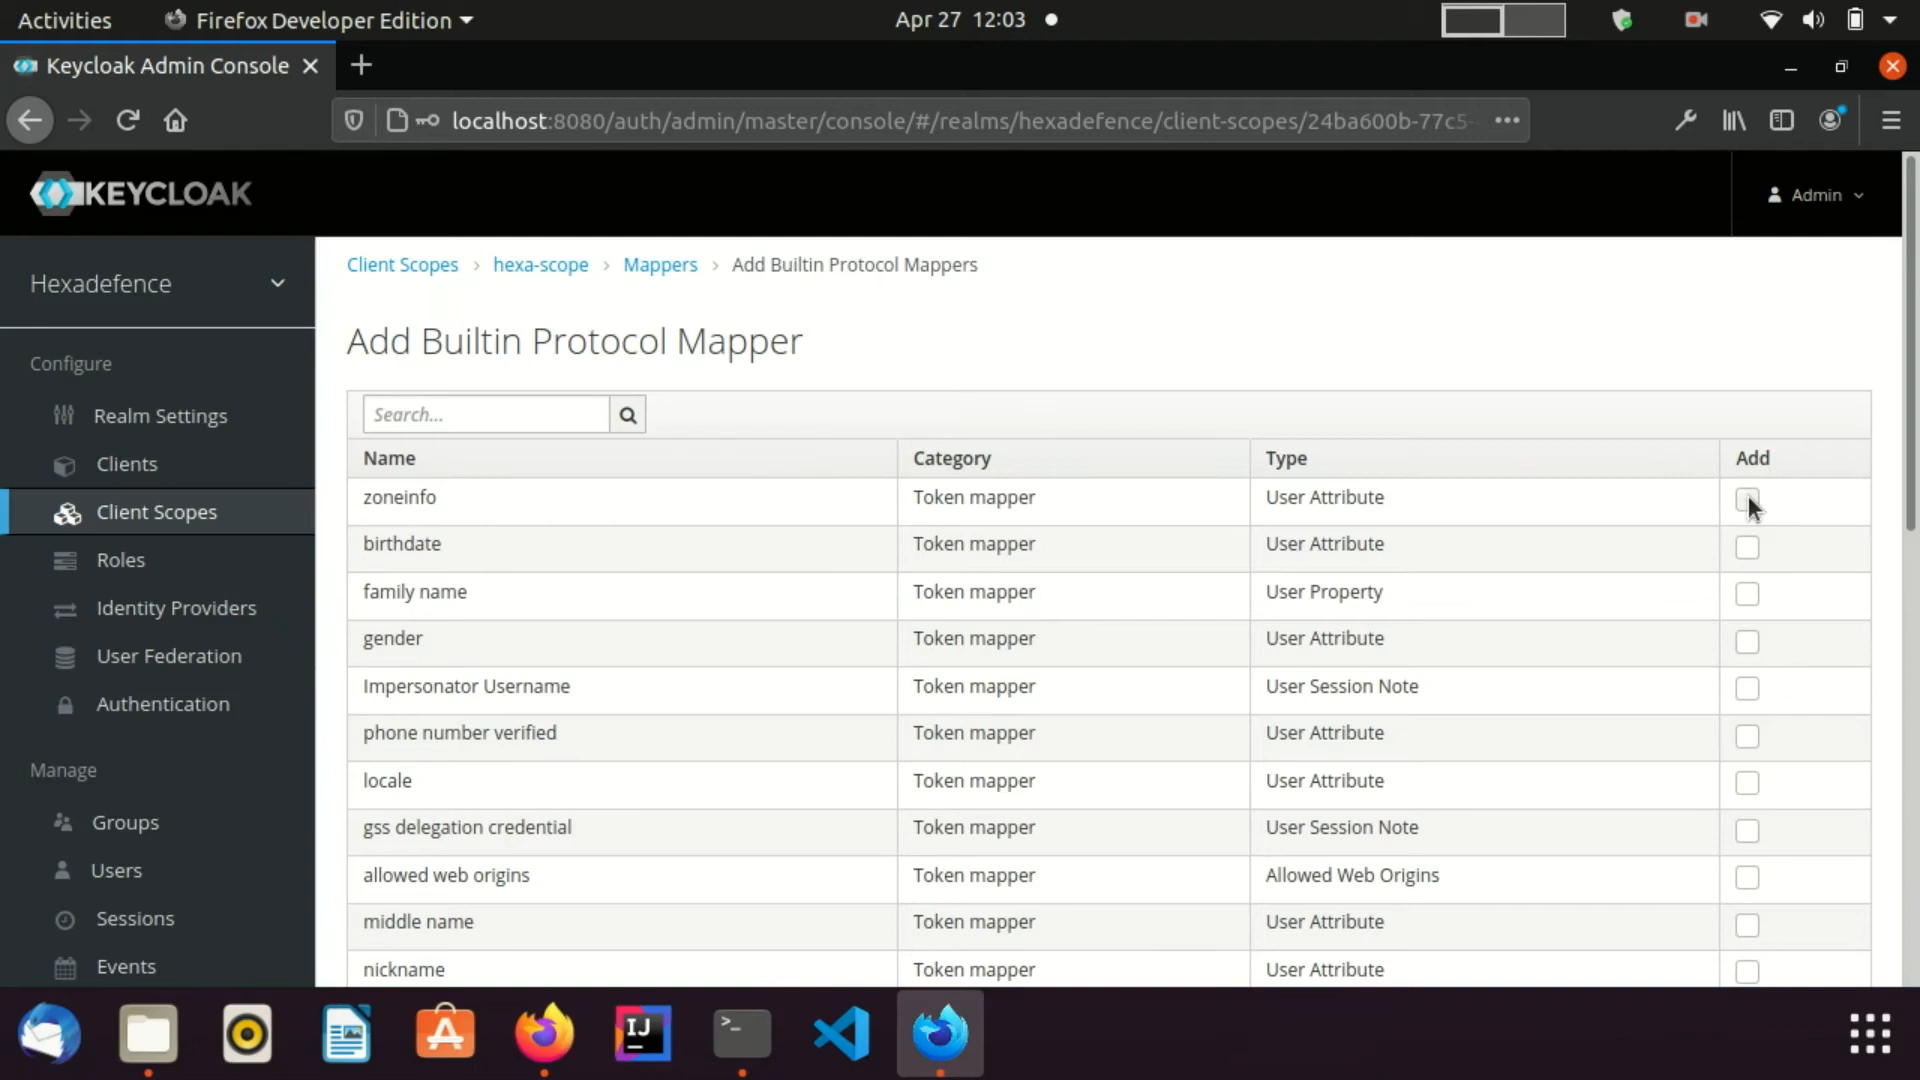 Activities Firefox Developer Edition Apr 27 12:03
Keycloak Admin Console
localhost:8080/auth/admin/master/console/#/realms/hexadefence/client-scopes/24ba600b-77c5-
KEYCLOAK Admin
Hexadefence
Configure
Realm Settings
Clients
Client Scopes
Roles
Identity Providers
User Federation
Authentication
Manage
Groups
Users
Sessions
Events
Client Scopes > hexa-scope > Mappers > Add Builtin Protocol Mappers
Add Builtin Protocol Mapper
Search...
Name Category Type Add
zoneinfo Token mapper User Attribute
birthdate Token mapper User Attribute
family name Token mapper User Property
gender Token mapper User Attribute
Impersonator Username Token mapper User Session Note
phone number verified Token mapper User Attribute
locale Token mapper User Attribute
gss delegation credential Token mapper User Session Note
allowed web origins Token mapper Allowed Web Origins
middle name Token mapper User Attribute
nickname Token mapper User Attribute
IJ
>_